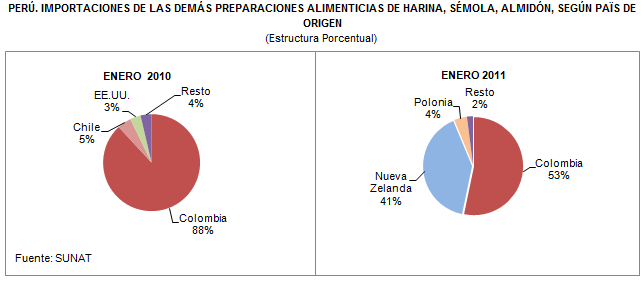 PERÚ. IMPORTACIONES DE LAS DEMÁS PREPARACIONES ALIMENTICIAS DE HARINA, SÉMOLA, ALMIDÓN, SEGÚN PAÏS DE
ORIGEN
(Estructura Porcentual)
ENERO 2010
EE.UU.
3%
Resto
4%
Chile
5%
Colombia
88%
Fuente: SUNAT
ENERO 2011
Resto
2%
Polonia
4%
Colombia
53%
Nueva
Zelanda
41%